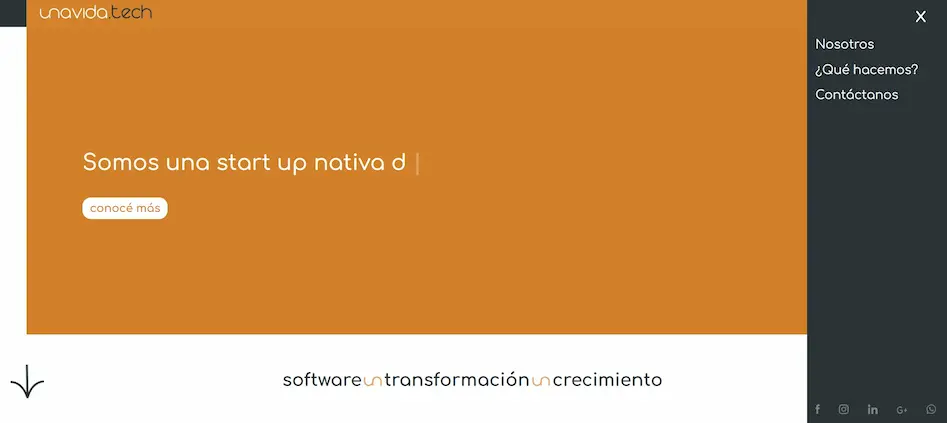 unavida.tech
Nosotros
¿Qué hacemos?
Contáctanos
Somos una start up nativa d
conocé más
software un transformación un crecimiento